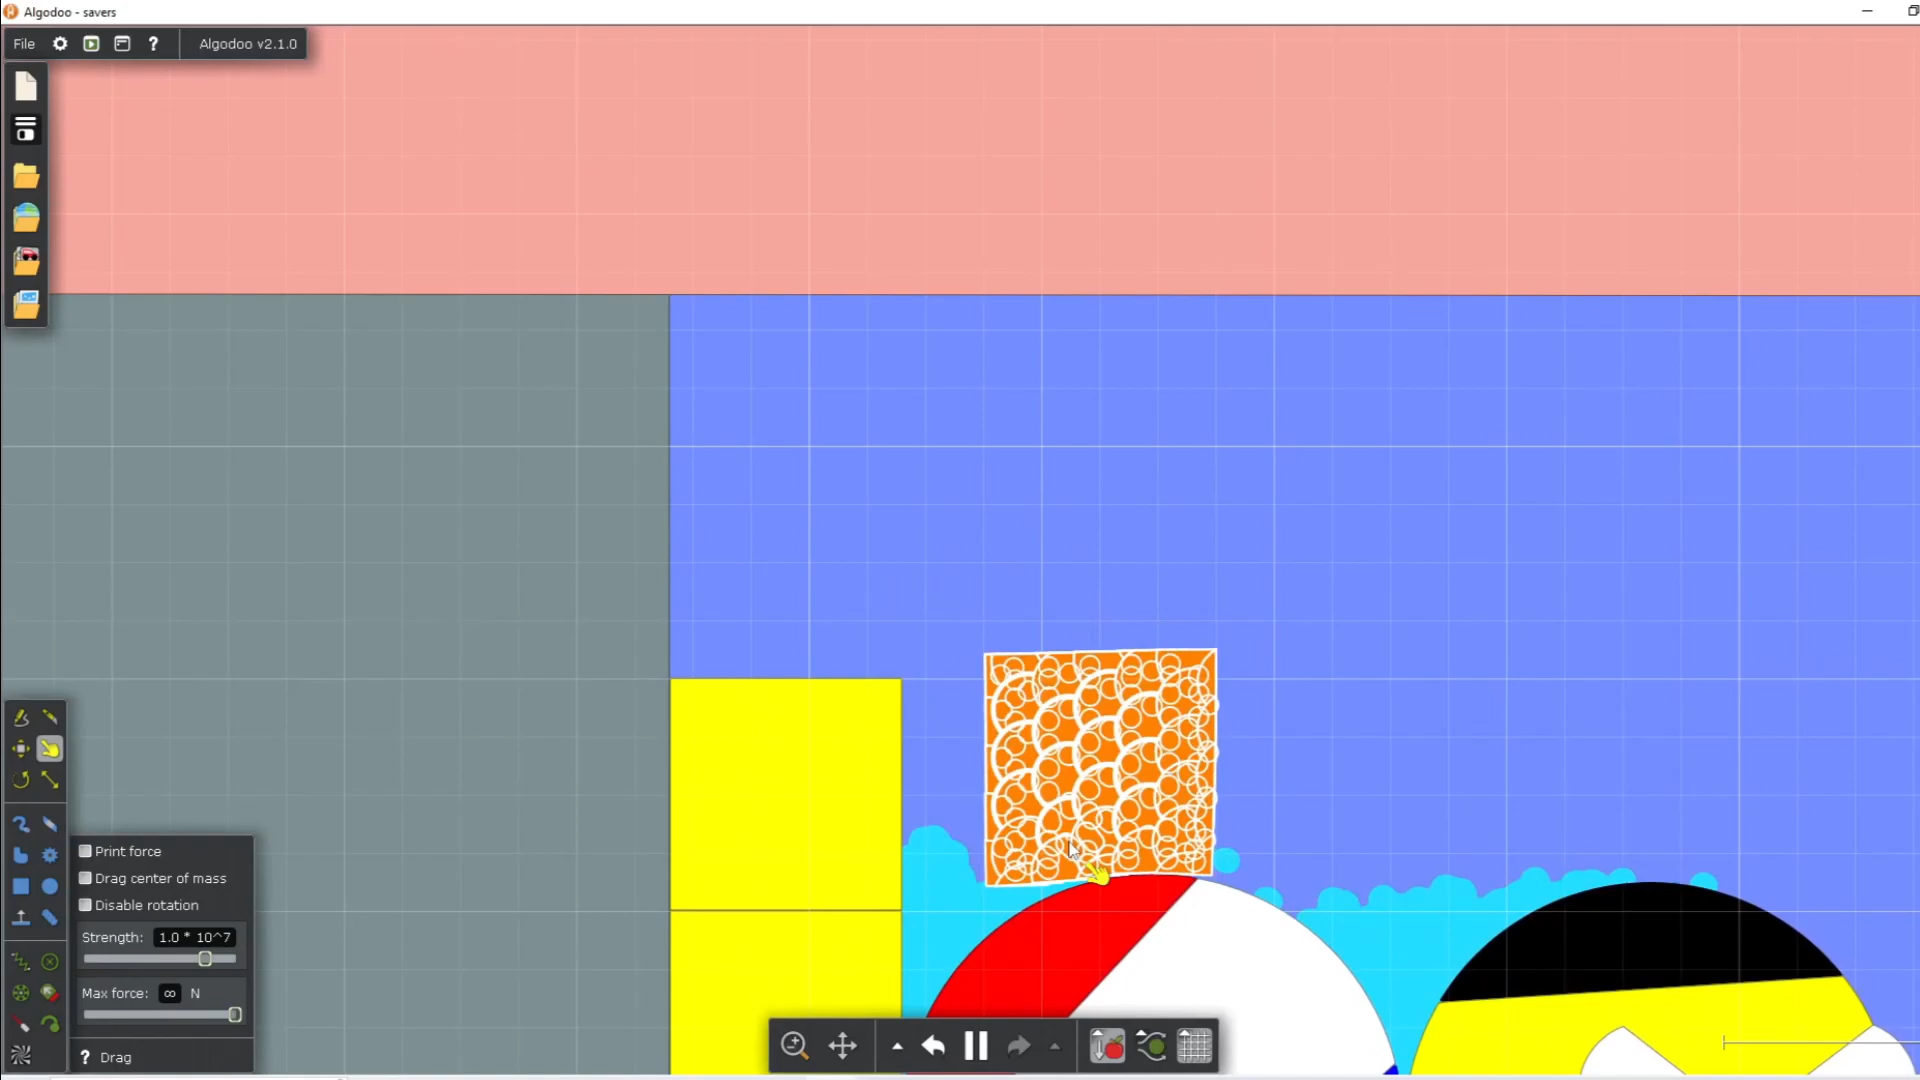 Algodoo - savers
File ? Algodoo v2.1.0
Print force
Drag center of mass
Disable rotation
Strength: 1.0 * 10^7
Max force: ∞ N
? Drag